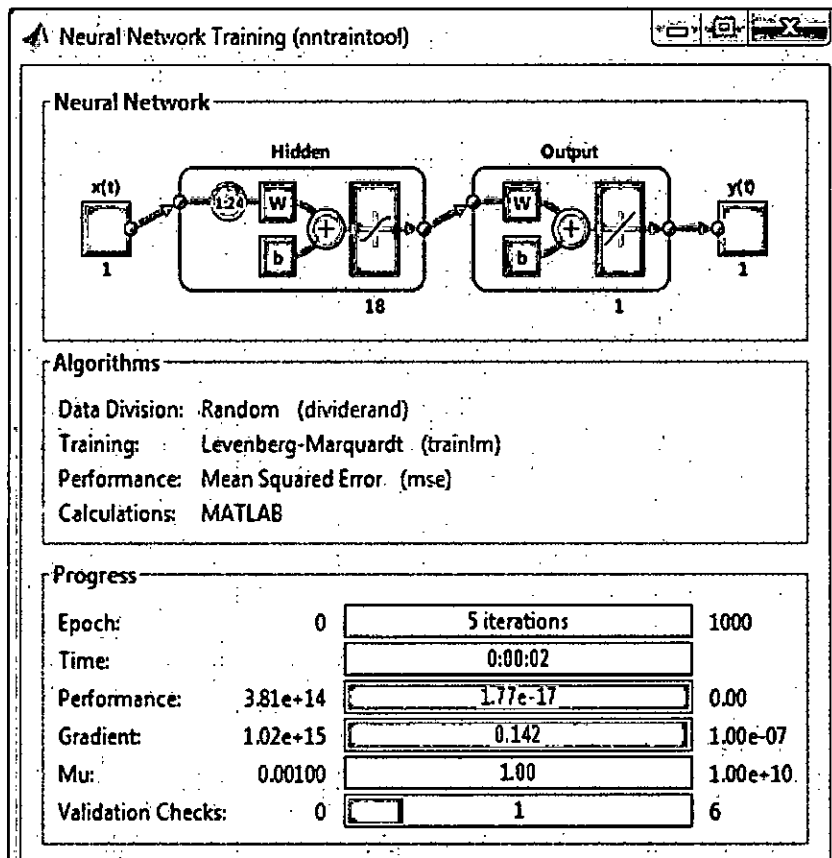 Neural Network Training (nntraintool)
Neural Network
Hidden
Output
x(t)
1:24
W
b
+
18
W
b
+
1
y(t)
1
1
Algorithms
Data Division: Random (dividerand)
Training: Levenberg-Marquardt (trainlm)
Performance: Mean Squared Error (mse)
Calculations: MATLAB
Progress
Epoch: 0 5 iterations 1000
Time: 0:00:02
Performance: 3.81e+14 1.77e-17 0.00
Gradient: 1.02e+15 0.142 1.00e-07
Mu: 0.00100 1.00 1.00e+10
Validation Checks: 0 1 6